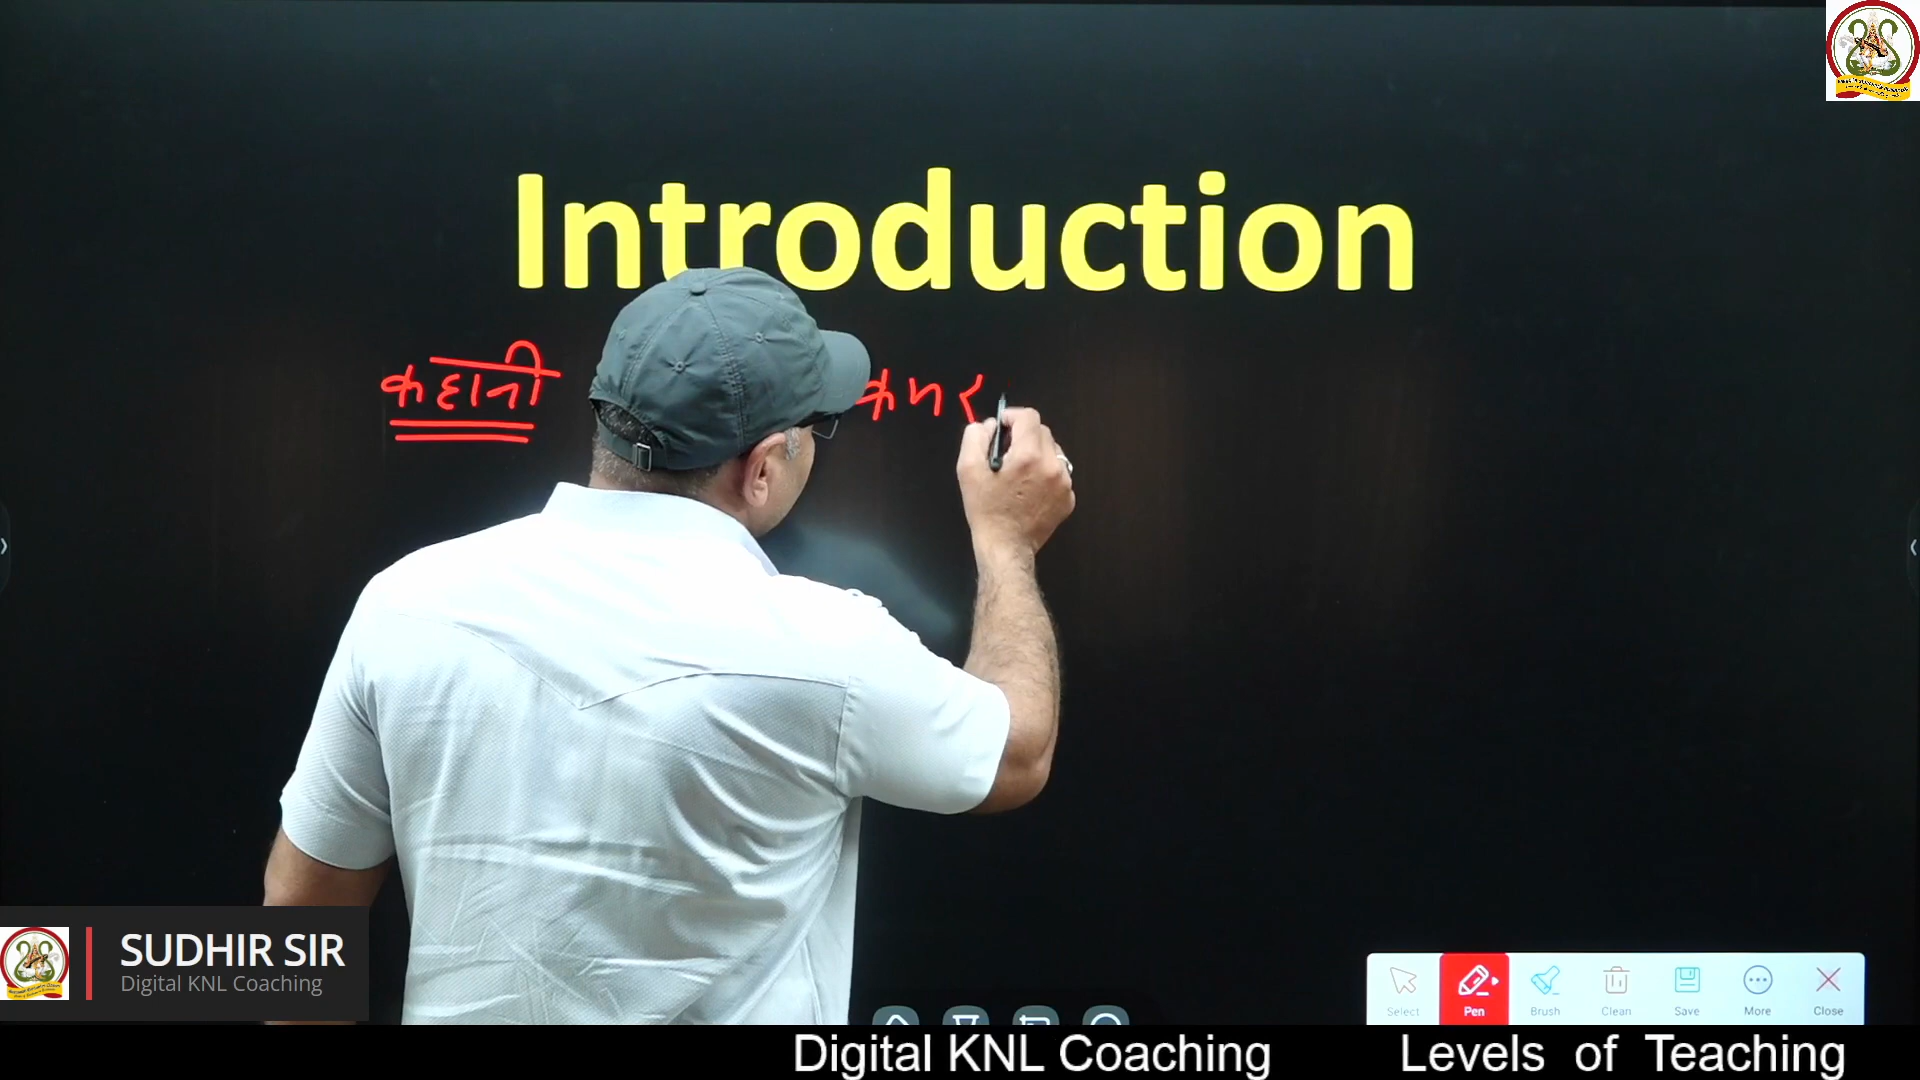 Introduction
कहानी
SUDHIR SIR
Digital KNL Coaching
Select Pen Brush Clean Save More Close
Digital KNL Coaching Levels of Teaching